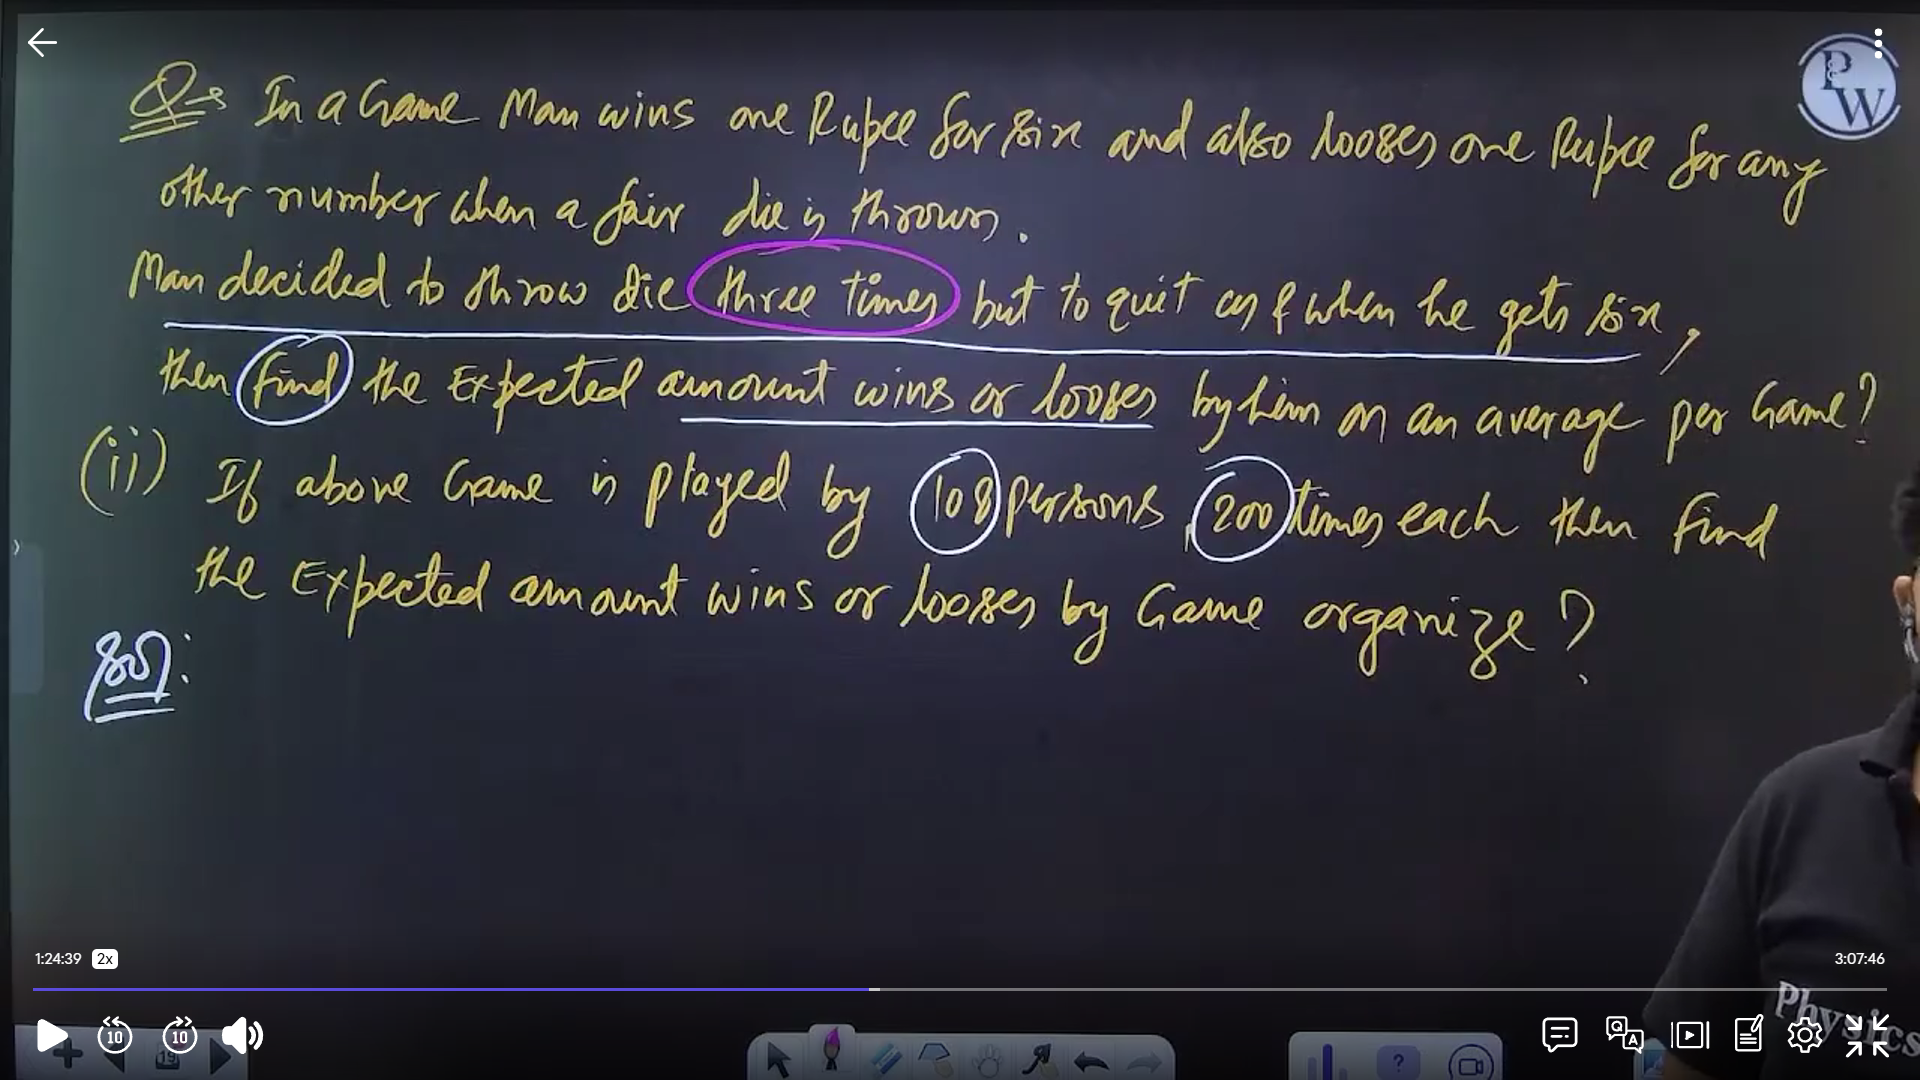 Q→ In a Game Man wins one Rupee for six and also looses one Rupee for any
other number when a fair die is thrown.
Man decided to throw die three times but to quit as & when he gets six,
then find the Expected amount wins or looses by him on an average per Game?
(ii) If above Game is played by 108 persons, 200 times each then find
the Expected amount wins or looses by Game organize?
Sol:
PW
1:24:39 2x
3:07:46
10 10
19
Physics
?
Q A